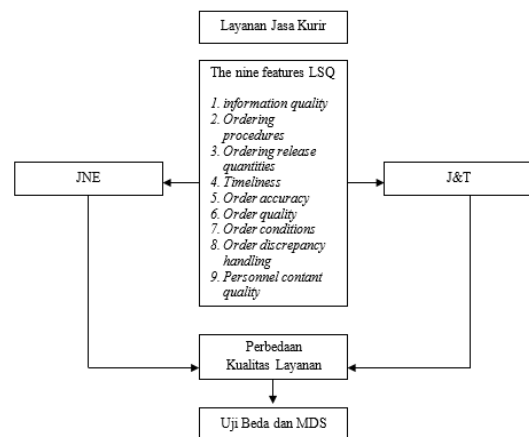 Layanan Jasa Kurir
The nine features LSQ
1. information quality
2. Ordering
procedures
3. Ordering release
quantities
4. Timeliness
5. Order accuracy
6. Order quality
7. Order conditions
8. Order discrepancy
handling
9. Personnel contant
quality
JNE
J&T
Perbedaan
Kualitas Layanan
Uji Beda dan MDS